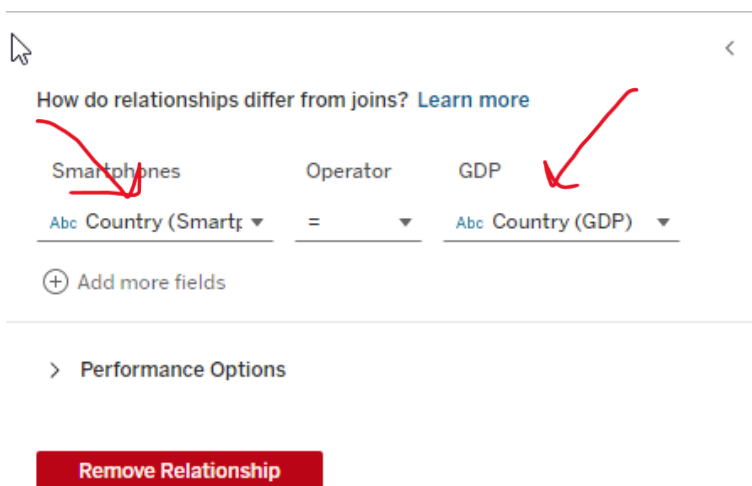 How do relationships differ from joins? Learn more
Smartphones Operator GDP
Abc Country (Smartp = Abc Country (GDP)
Add more fields
Performance Options
Remove Relationship